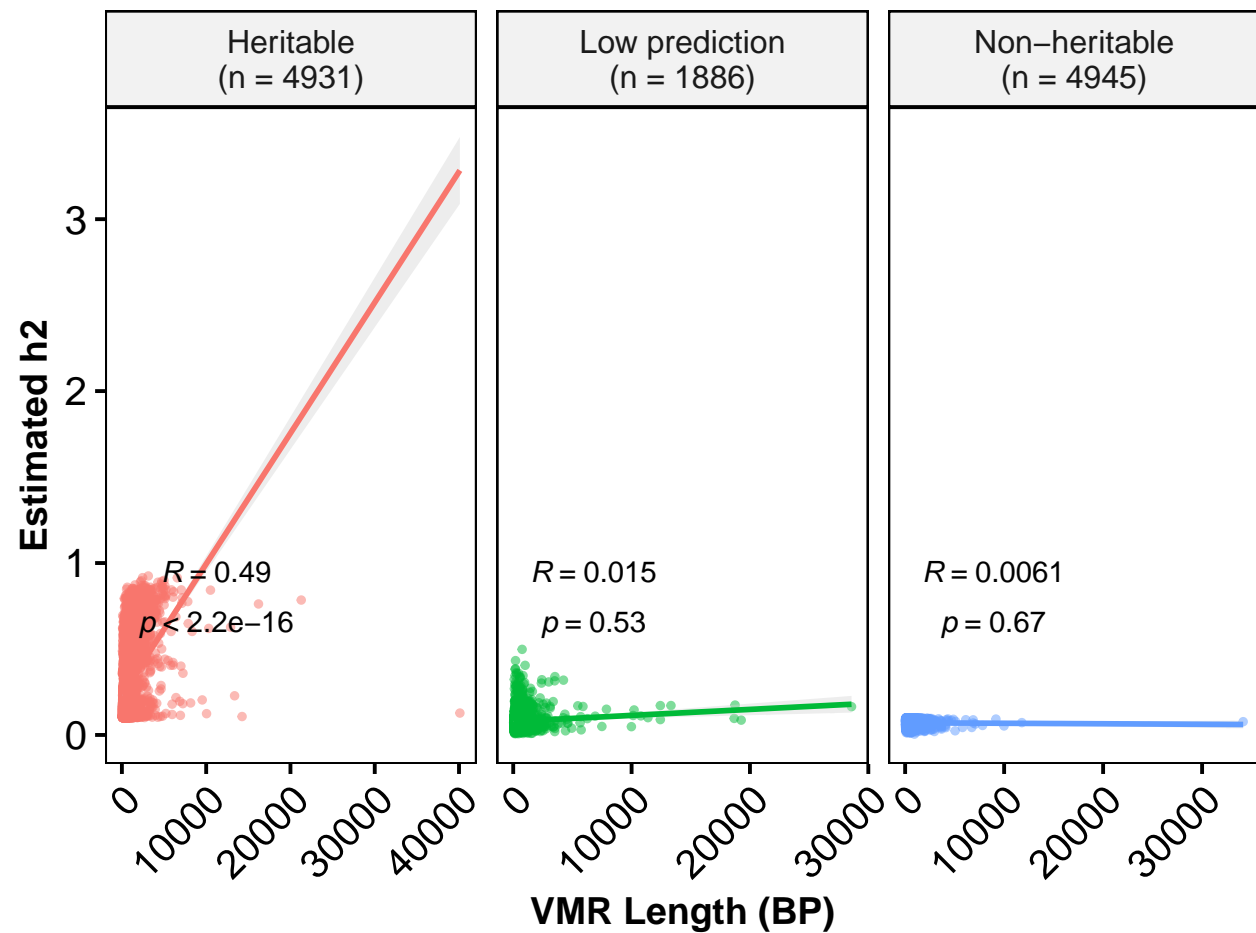 Heritable
(n = 4931)
Low prediction
(n = 1886)
Non−heritable
(n = 4945)
Estimated h2
3
2
1
0
R = 0.49
p < 2.2e−16
R = 0.015
p = 0.53
R = 0.0061
p = 0.67
0
10000
20000
30000
40000
0
10000
20000
30000
0
10000
20000
30000
VMR Length (BP)